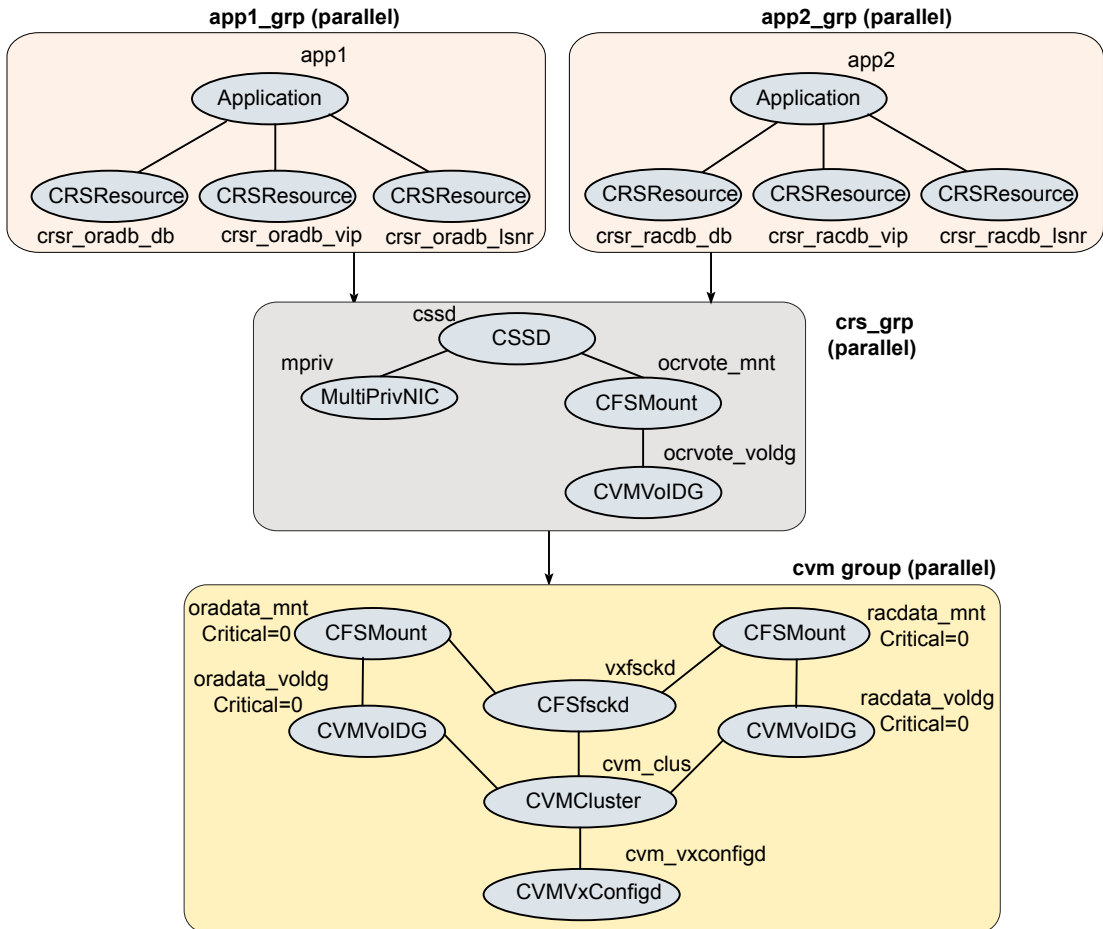 app1_grp (parallel)
app2_grp (parallel)
app1
Application
CRSResource
CRSResource
CRSResource
crsr_oradb_db
crsr_oradb_vip
crsr_oradb_lsnr
app2
Application
CRSResource
CRSResource
CRSResource
crsr_racdb_db
crsr_racdb_vip
crsr_racdb_lsnr
crs_grp
(parallel)
cssd
CSSD
mpriv
MultiPrivNIC
ocrvote_mnt
CFSMount
ocrvote_voldg
CVMVolDG
cvm group (parallel)
oradata_mnt
Critical=0
CFSMount
racdata_mnt
Critical=0
CFSMount
oradata_voldg
Critical=0
CVMVolDG
vxfsckd
CFSfsckd
racdata_voldg
Critical=0
CVMVolDG
cvm_clus
CVMCluster
cvm_vxconfigd
CVMVxConfigd